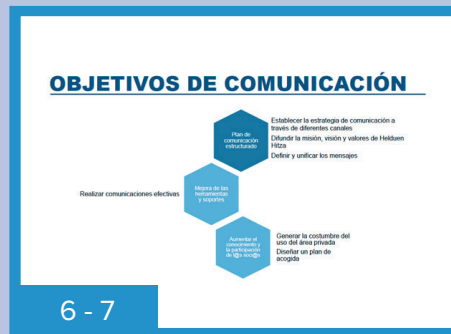 OBJETIVOS DE COMUNICACIÓN
Plan de
comunicación
estructurado
Establecer la estrategia de comunicación a
través de diferentes canales
Difundir la misión, visión y valores de Helduen
Hitza
Definir y unificar los mensajes
Realizar comunicaciones efectivas
Mejora de las
herramientas
y soportes
Aumentar el
conocimiento y
la participación
de l@s soci@s
Generar la costumbre del
uso del área privada
Diseñar un plan de
acogida
6 - 7